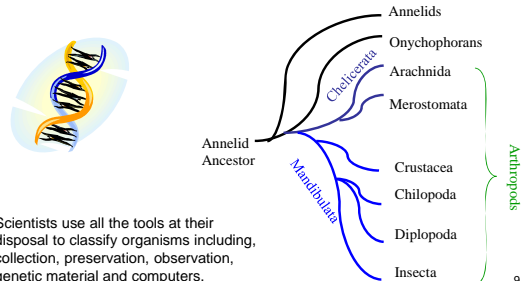 Annelids
Onychophorans
Chelicerata
Arachnida
Merostomata
Annelid
Ancestor
Arthropods
Mandibulata
Crustacea
Chilopoda
Diplopoda
Insecta
Scientists use all the tools at their
disposal to classify organisms including,
collection, preservation, observation,
genetic material and computers.
9